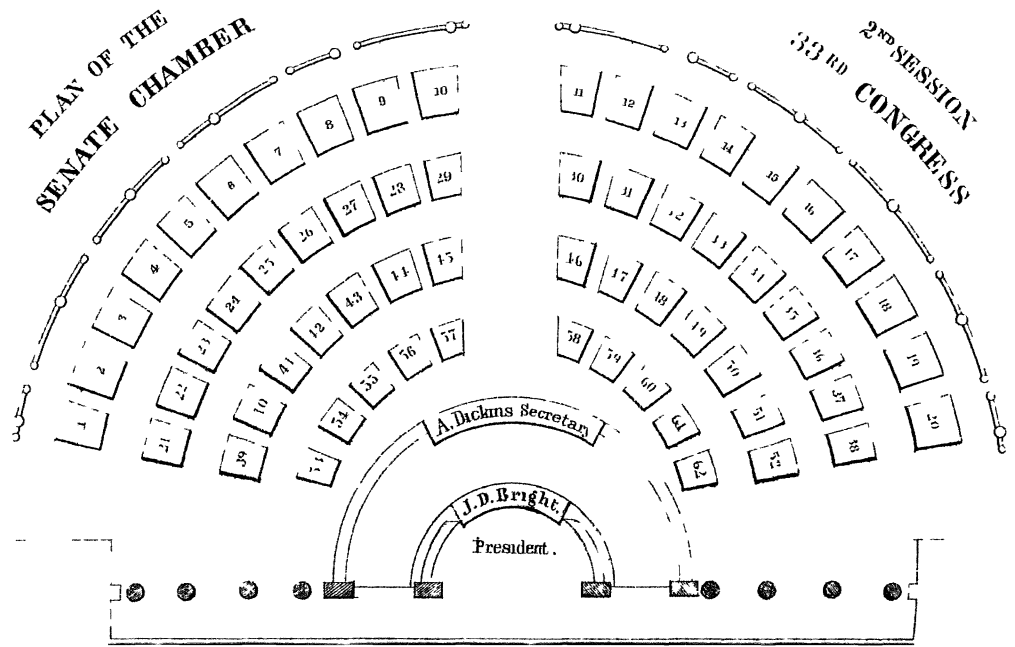 PLAN OF THE
SENATE CHAMBER
2ND SESSION
33RD CONGRESS
1 2 3 4 5 6 7 8 9 10 11 12 13 14 15 16 17 18 19 20
21 22 23 24 25 26 27 28 29 30 31 32 33 34 35 36 37 38
39 40 41 42 43 44 45 46 47 48 49 50 51 52
53 54 55 56 57 58 59 60 61 62
A. Dickins Secretary
J. D. Bright.
President.